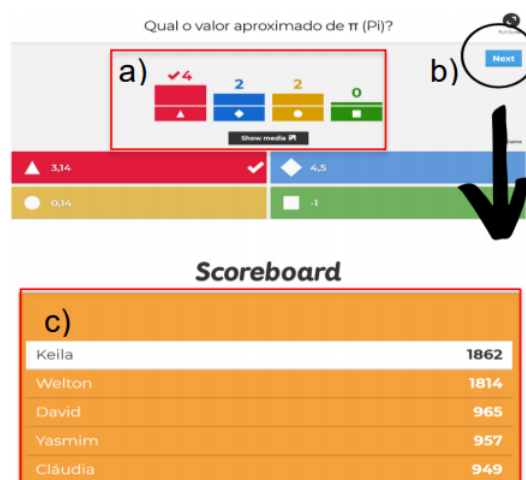 Qual o valor aproximado de π (Pi)?
a)
✔4
2
2
0
b)
Next
Show media
3,14
4,5
0,14
-1
Scoreboard
c)
Keila 1862
Welton 1814
David 965
Yasmim 957
Cláudia 949